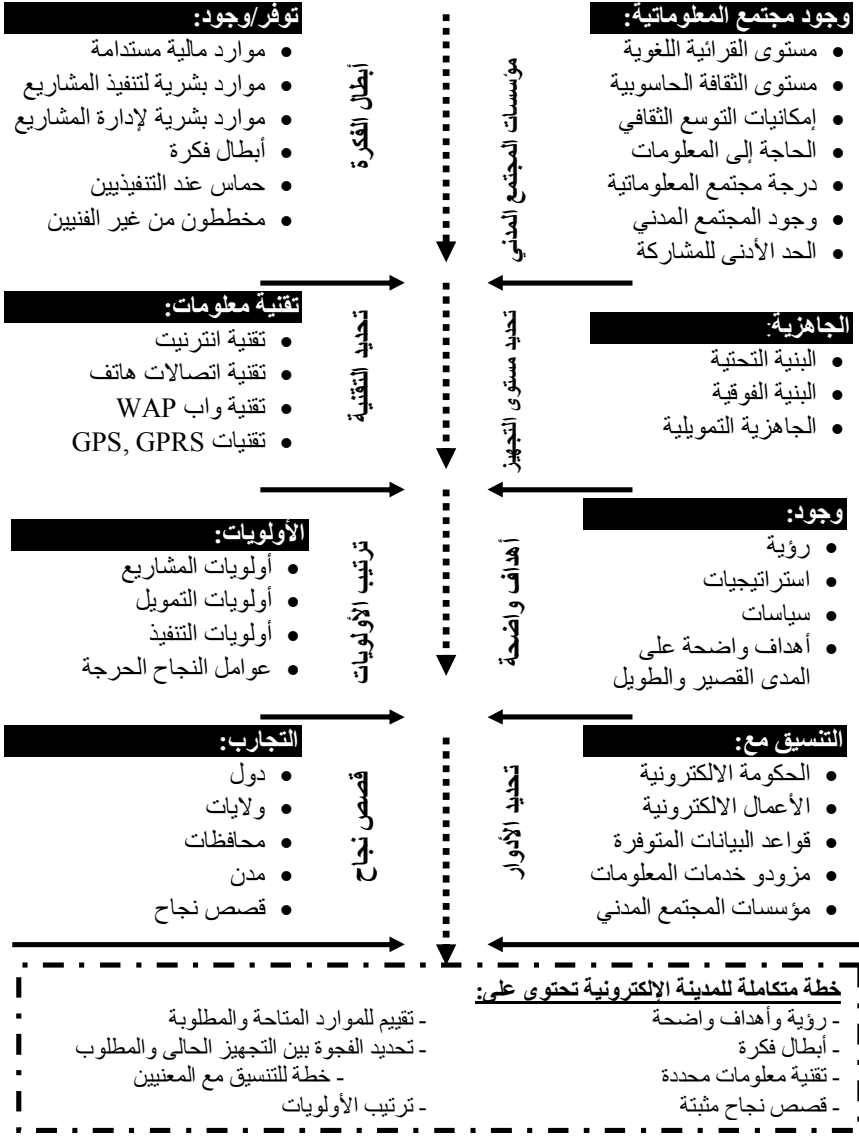 وجود مجتمع المعلوماتية:
• مستوى القرائية اللغوية
• مستوى الثقافة الحاسوبية
• إمكانيات التوسع الثقافي
• الحاجة إلى المعلومات
• درجة مجتمع المعلوماتية
• وجود المجتمع المدني
• الحد الأدنى للمشاركة
مؤسسات المجتمع المدني
أبطال الفكرة
توفر/وجود:
• موارد مالية مستدامة
• موارد بشرية لتنفيذ المشاريع
• موارد بشرية لإدارة المشاريع
• أبطال فكرة
• حماس عند التنفيذيين
• مخططون من غير الفنيين
الجاهزية:
• البنية التحتية
• البنية الفوقية
• الجاهزية التمويلية
تحديد مستوى التجهيز
تحديد التقنية
تقنية معلومات:
• تقنية انترنيت
• تقنية اتصالات هاتف
• تقنية واب WAP
• تقنيات GPS, GPRS
وجود:
• رؤية
• استراتيجيات
• سياسات
• أهداف واضحة على
المدى القصير والطويل
أهداف واضحة
ترتيب الأولويات
الأولويات:
• أولويات المشاريع
• أولويات التمويل
• أولويات التنفيذ
• عوامل النجاح الحرجة
التنسيق مع:
• الحكومة الالكترونية
• الأعمال الالكترونية
• قواعد البيانات المتوفرة
• مزودو خدمات المعلومات
• مؤسسات المجتمع المدني
تحديد الأدوار
قصص نجاح
التجارب:
• دول
• ولايات
• محافظات
• مدن
• قصص نجاح
خطة متكاملة للمدينة الإلكترونية تحتوي على:
- رؤية وأهداف واضحة
- أبطال فكرة
- تقنية معلومات محددة
- قصص نجاح مثبتة
- تقييم للموارد المتاحة والمطلوبة
- تحديد الفجوة بين التجهيز الحالي والمطلوب
- خطة للتنسيق مع المعنيين
- ترتيب الأولويات